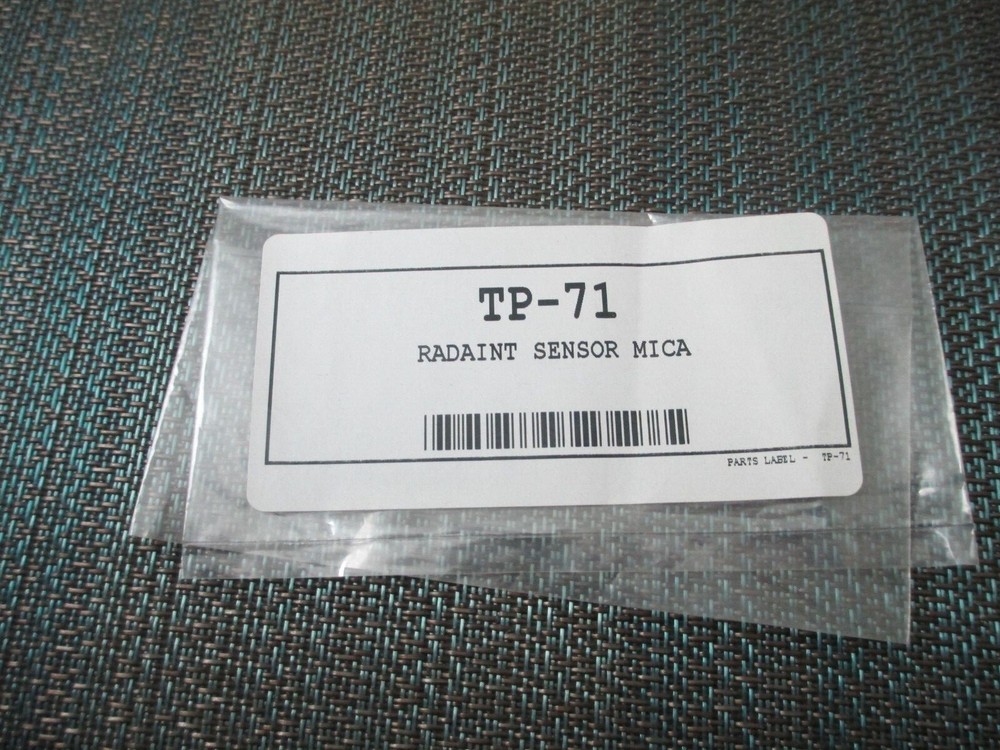 TP-71
RADAINT SENSOR MICA
PARTS LABEL - TP-71